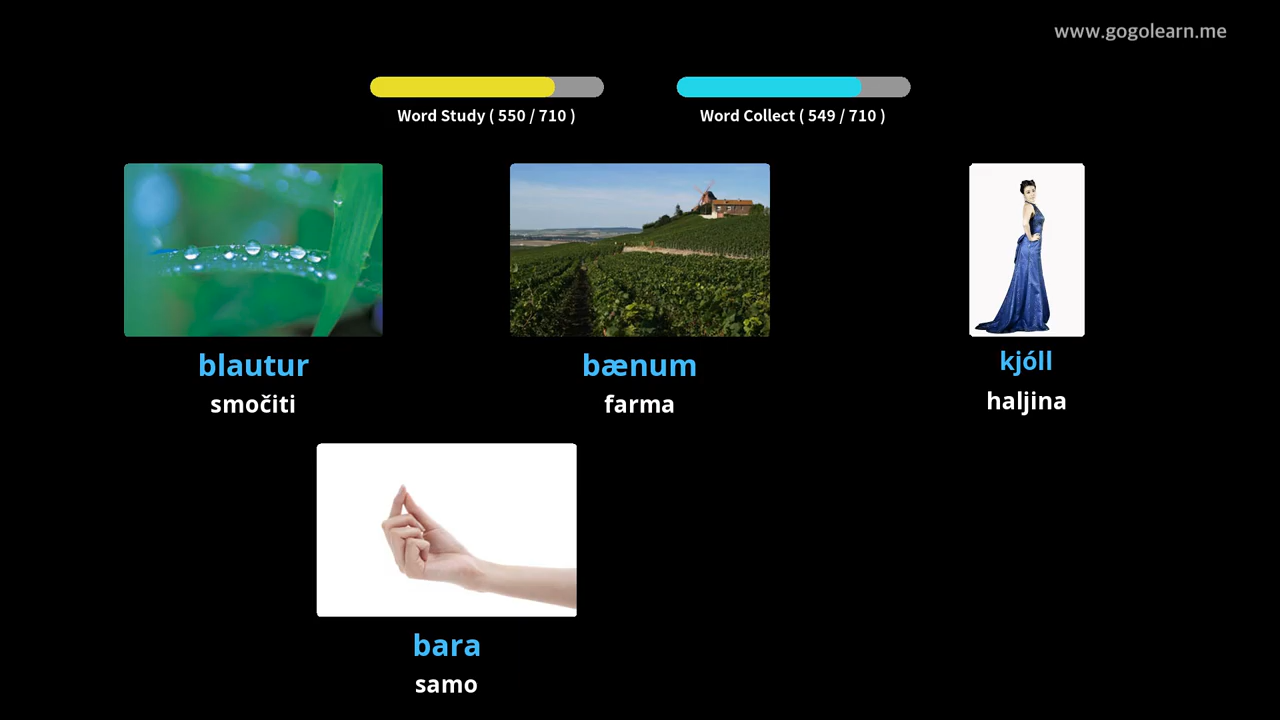 www.gogolearn.me
Word Study ( 550 / 710 )
Word Collect ( 549 / 710 )
blautur
smočiti
bænum
farma
kjóll
haljina
bara
samo